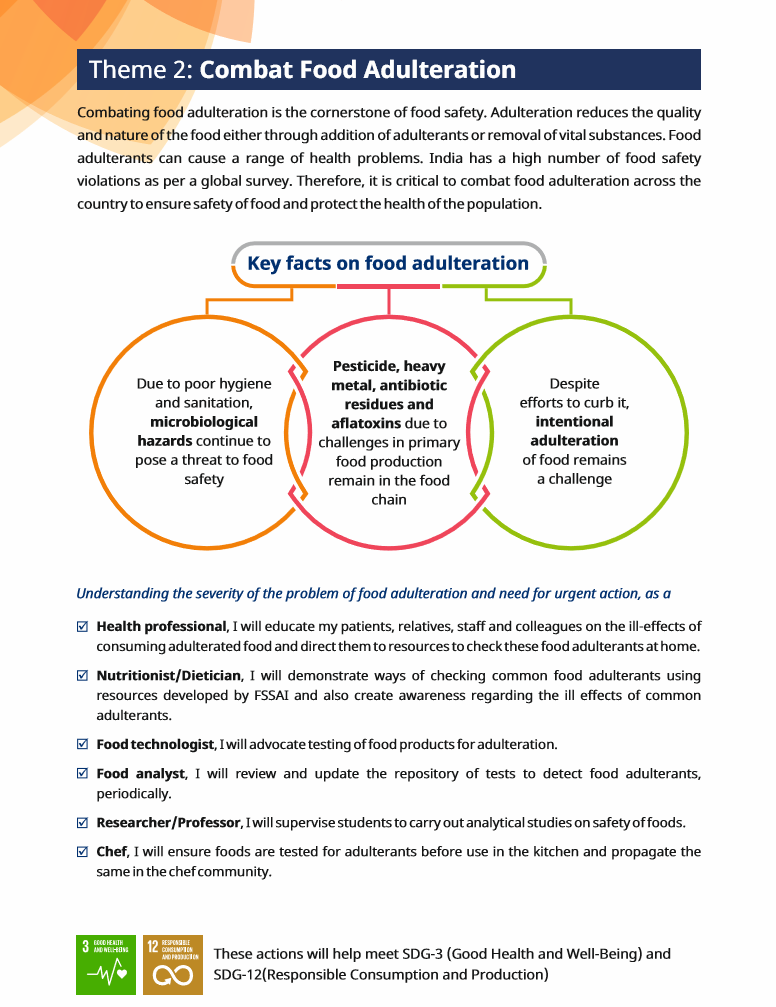 Theme 2: Combat Food Adulteration
Combating food adulteration is the cornerstone of food safety. Adulteration reduces the quality
and nature of the food either through addition of adulterants or removal of vital substances. Food
adulterants can cause a range of health problems. India has a high number of food safety
violations as per a global survey. Therefore, it is critical to combat food adulteration across the
country to ensure safety of food and protect the health of the population.
Key facts on food adulteration
Due to poor hygiene
and sanitation,
microbiological
hazards continue to
pose a threat to food
safety
Pesticide, heavy
metal, antibiotic
residues and
aflatoxins due to
challenges in primary
food production
remain in the food
chain
Despite
efforts to curb it,
intentional
adulteration
of food remains
a challenge
Understanding the severity of the problem of food adulteration and need for urgent action, as a
Health professional, I will educate my patients, relatives, staff and colleagues on the ill-effects of
consuming adulterated food and direct them to resources to check these food adulterants at home.
Nutritionist/Dietician, I will demonstrate ways of checking common food adulterants using
resources developed by FSSAI and also create awareness regarding the ill effects of common
adulterants.
Food technologist, I will advocate testing of food products for adulteration.
Food analyst, I will review and update the repository of tests to detect food adulterants,
periodically.
Researcher/Professor, I will supervise students to carry out analytical studies on safety of foods.
Chef, I will ensure foods are tested for adulterants before use in the kitchen and propagate the
same in the chef community.
3 GOOD HEALTH
AND WELL-BEING
12 RESPONSIBLE
CONSUMPTION
AND PRODUCTION
These actions will help meet SDG-3 (Good Health and Well-Being) and
SDG-12(Responsible Consumption and Production)